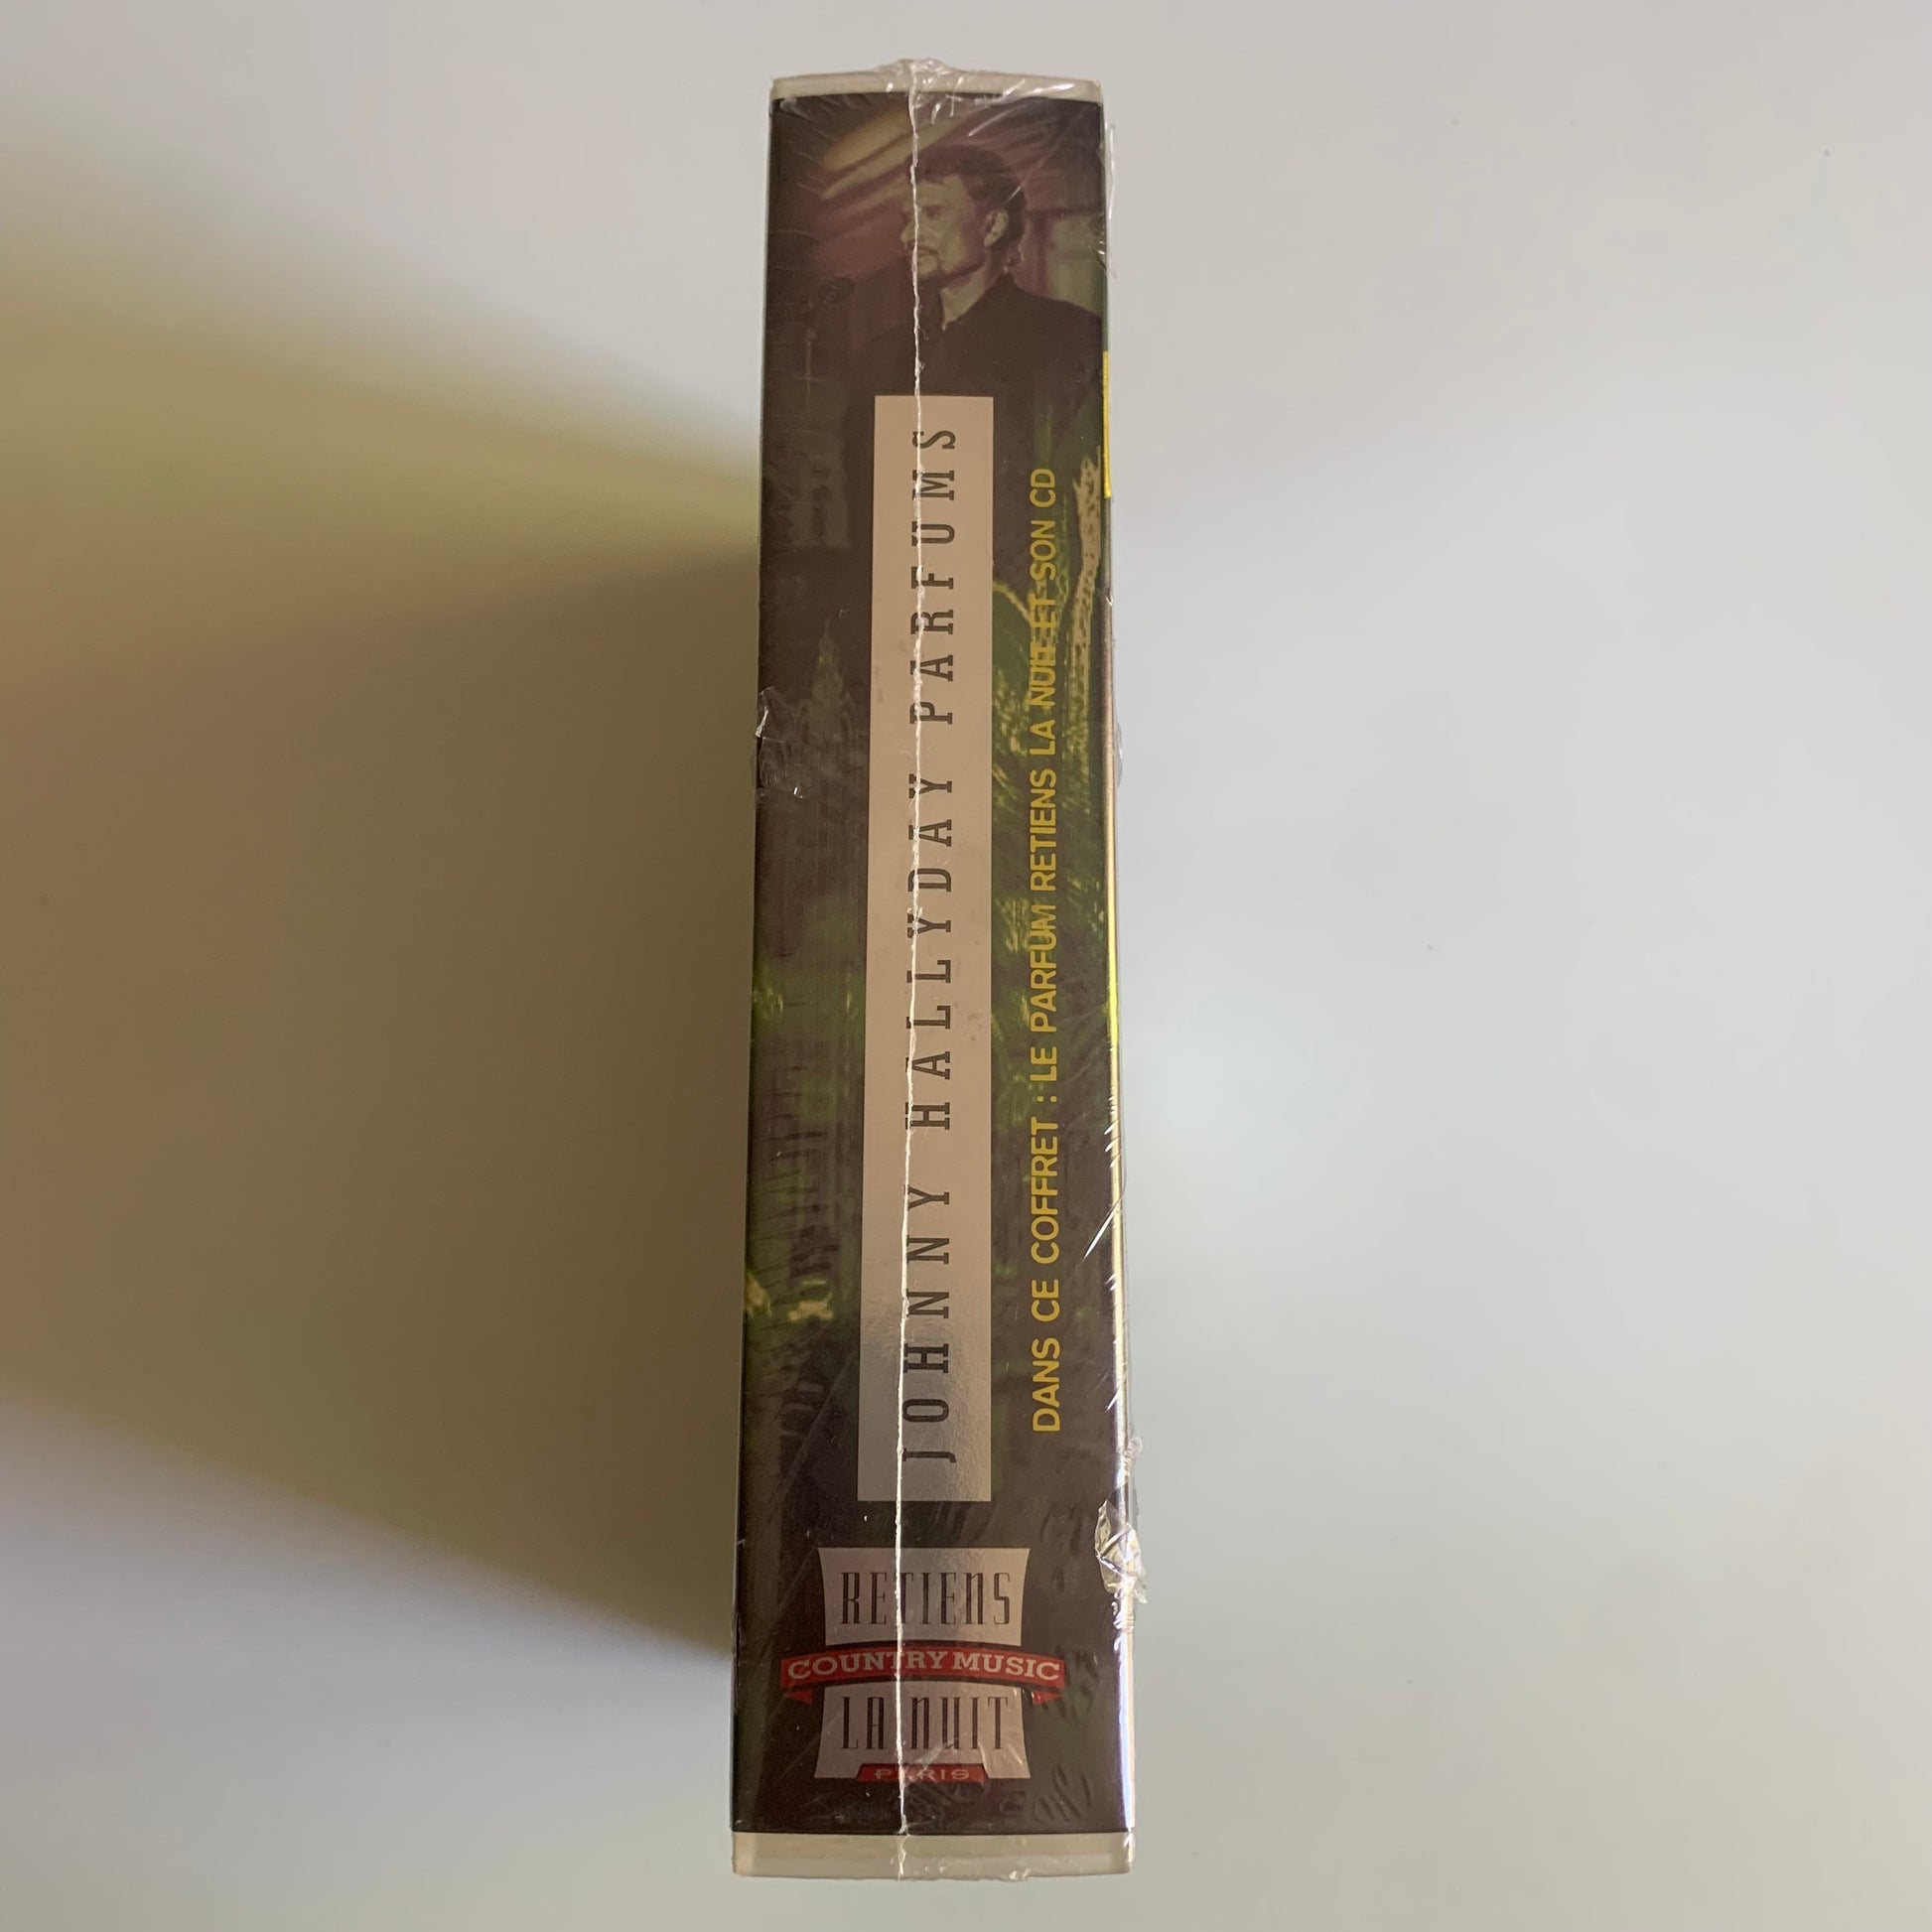 JOHNNY HALLYDAY PARFUMS
DANS CE COFFRET : LE PARFUM RETIENS LA NUIT ET SON CD
RETIENS
COUNTRY MUSIC
LA NUIT
PARIS